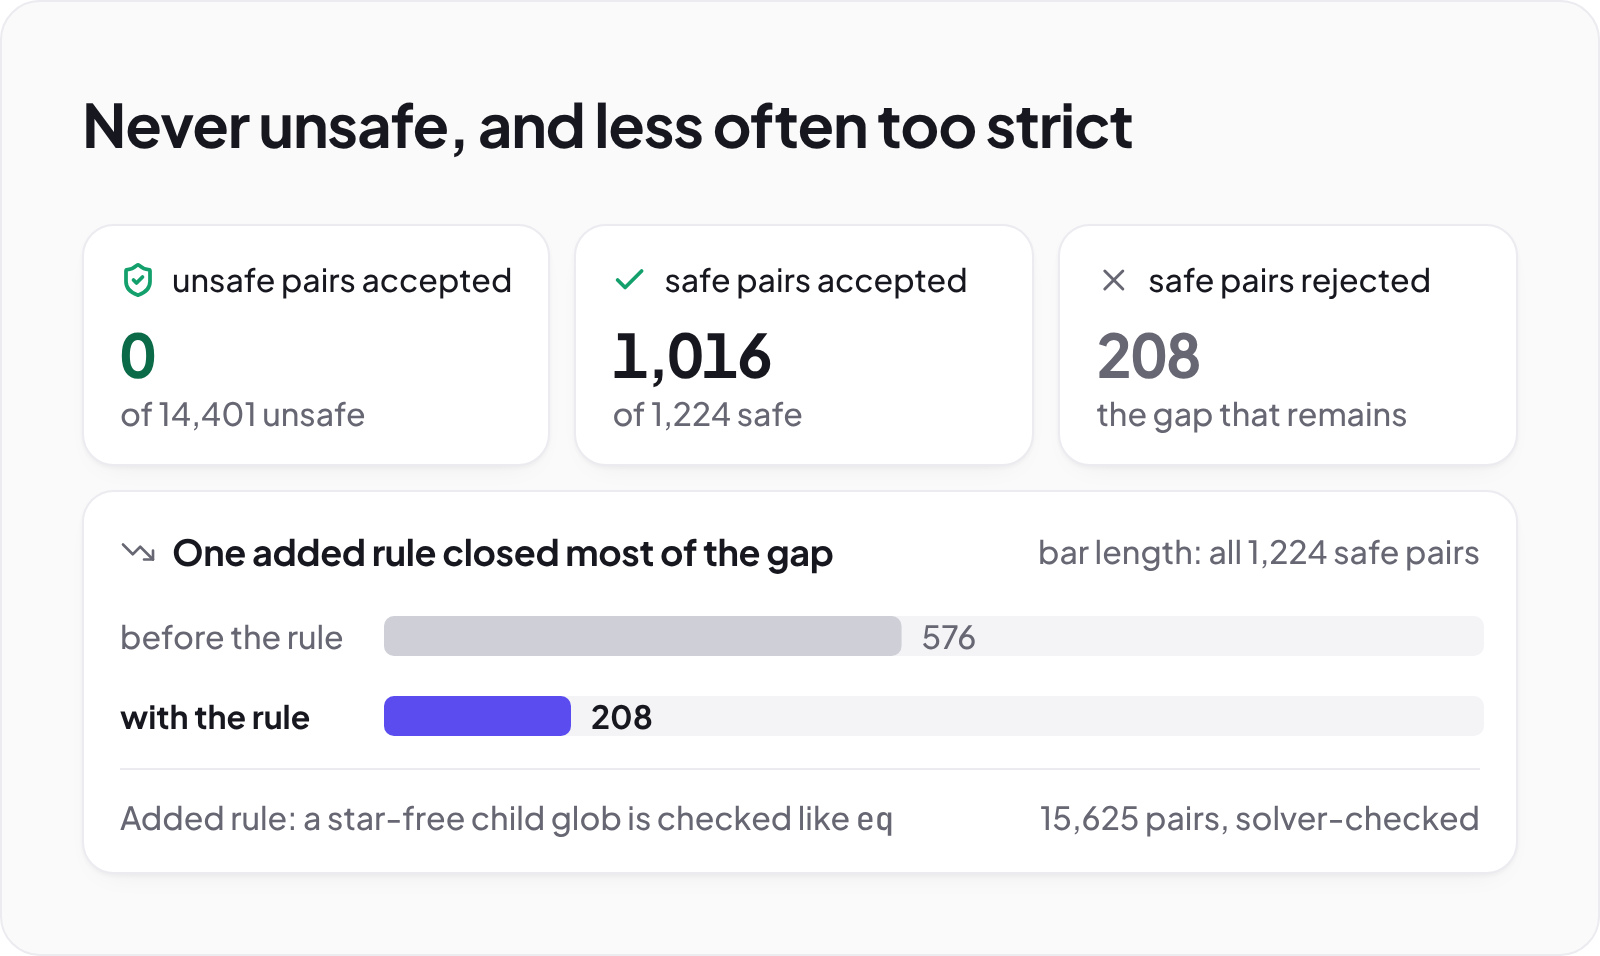 Never unsafe, and less often too strict
unsafe pairs accepted
0
of 14,401 unsafe
safe pairs accepted
1,016
of 1,224 safe
safe pairs rejected
208
the gap that remains
One added rule closed most of the gap
bar length: all 1,224 safe pairs
before the rule
576
with the rule
208
Added rule: a star-free child glob is checked like eq
15,625 pairs, solver-checked